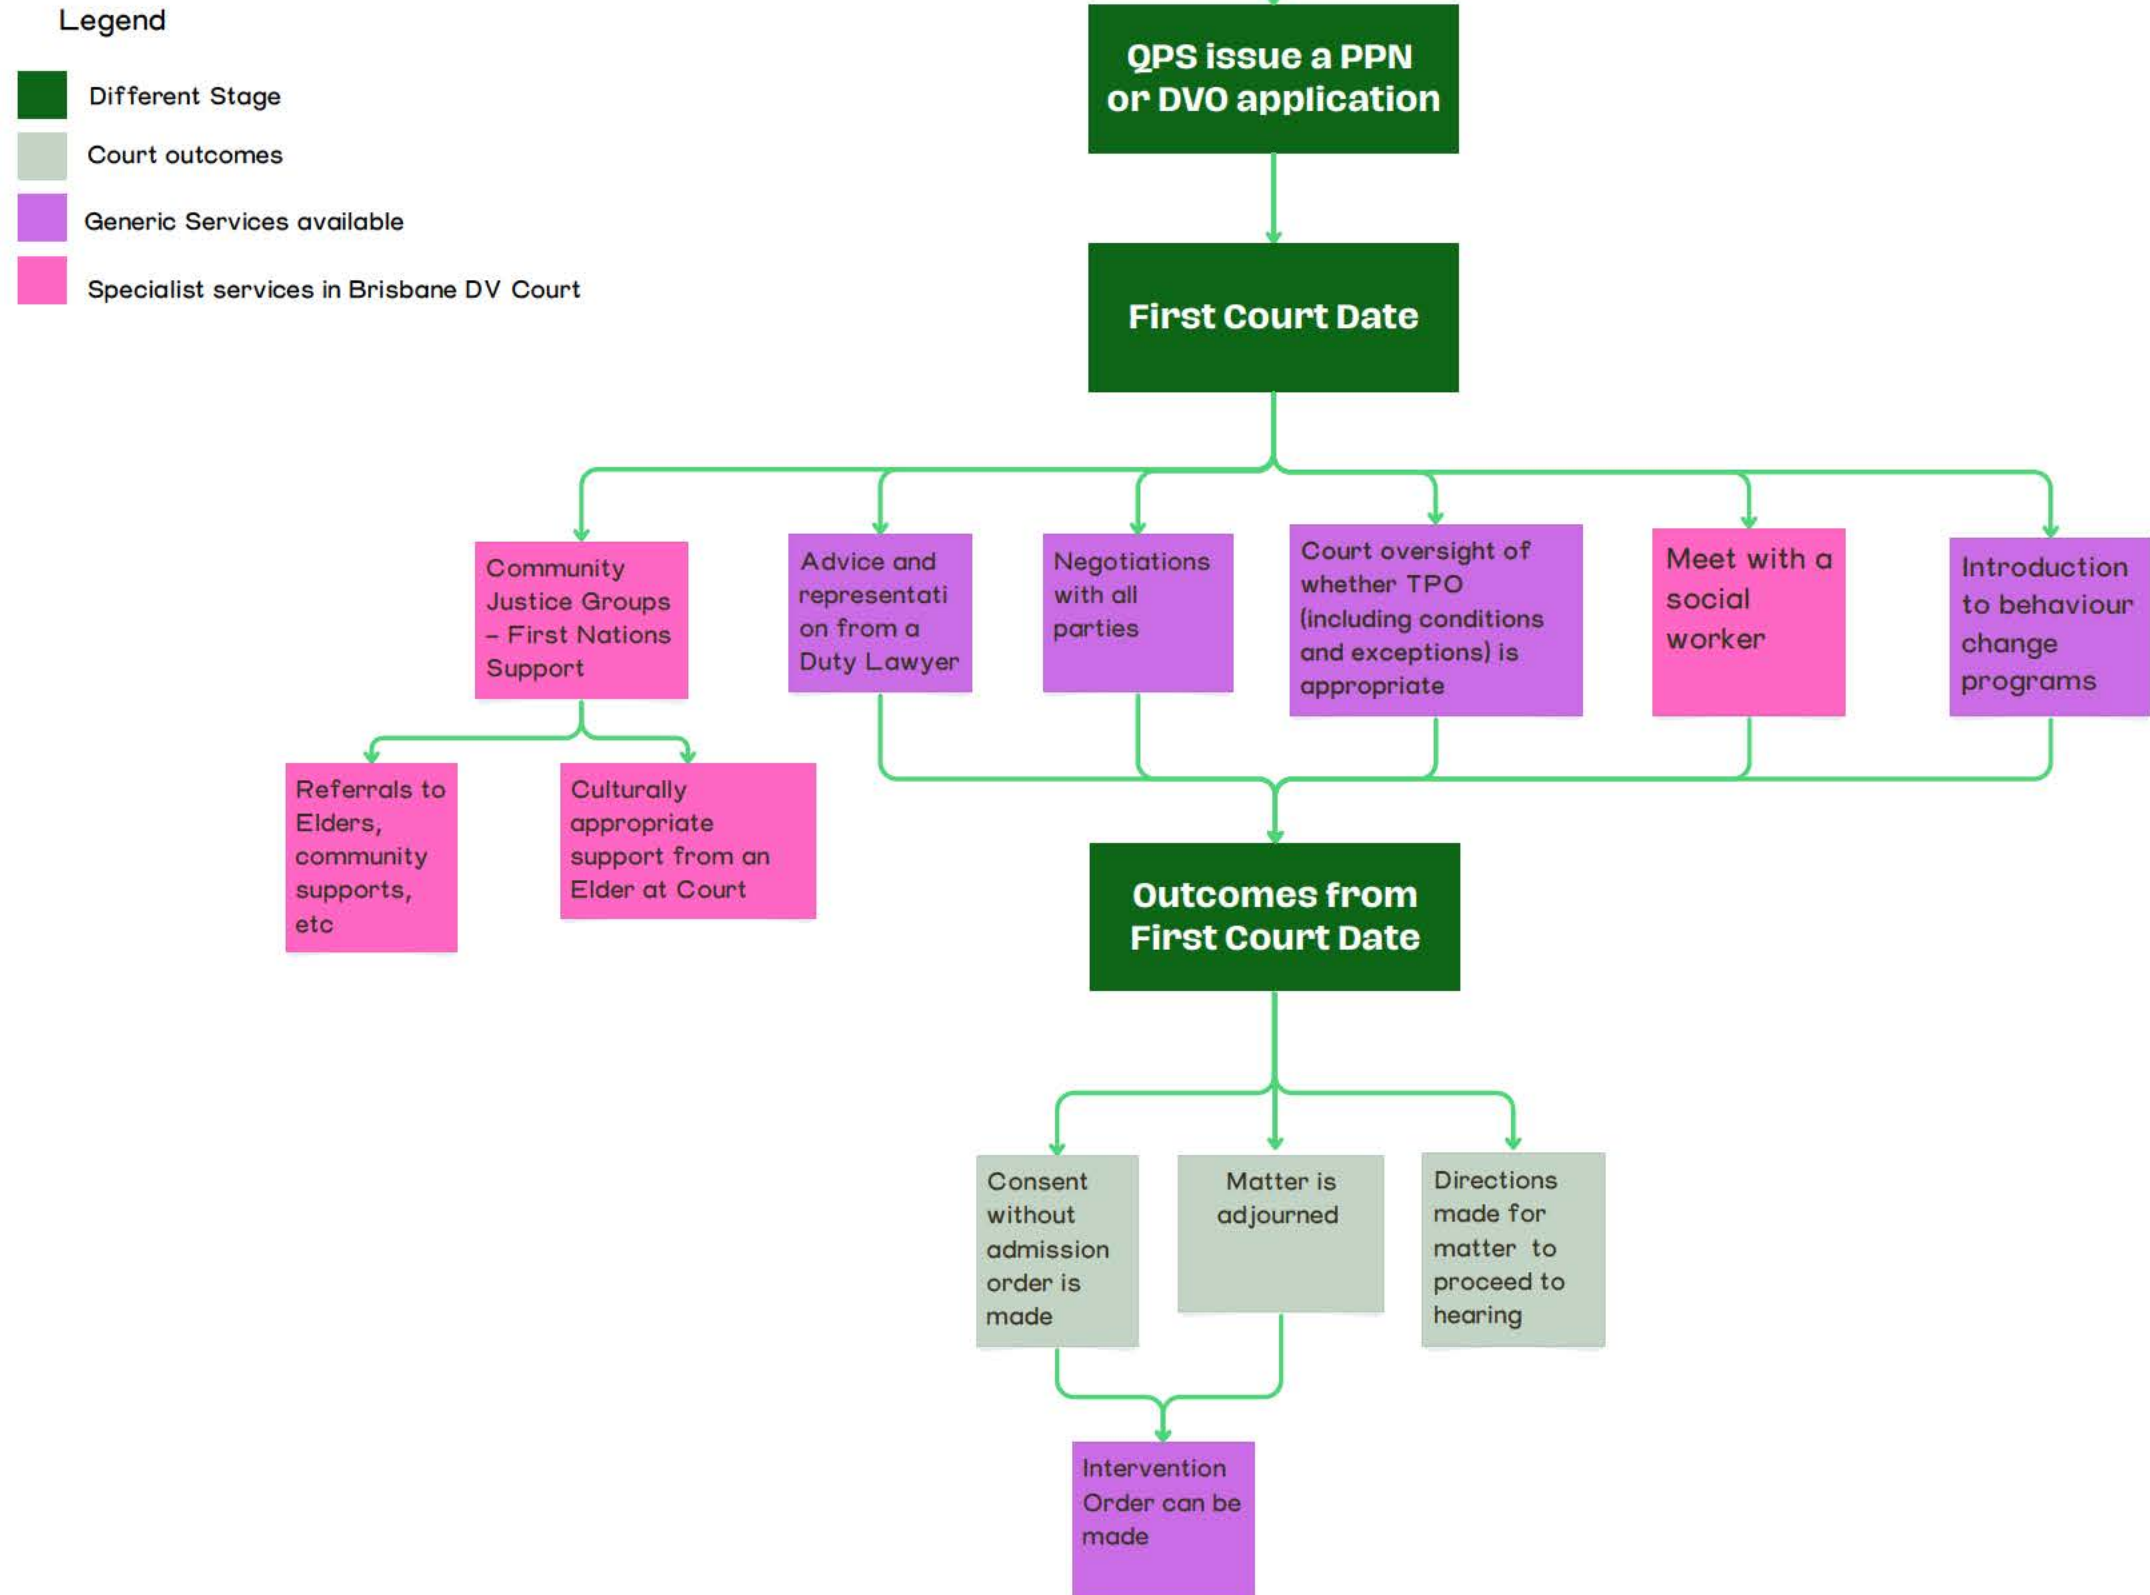 Legend
Different Stage
Court outcomes
Generic Services available
Specialist services in Brisbane DV Court
QPS issue a PPN
or DVO application
First Court Date
Community
Justice Groups
– First Nations
Support
Advice and
representati
on from a
Duty Lawyer
Negotiations
with all
parties
Court oversight of
whether TPO
(including conditions
and exceptions) is
appropriate
Meet with a
social
worker
Introduction
to behaviour
change
programs
Referrals to
Elders,
community
supports,
etc
Culturally
appropriate
support from an
Elder at Court
Outcomes from
First Court Date
Consent
without
admission
order is
made
Matter is
adjourned
Directions
made for
matter to
proceed to
hearing
Intervention
Order can be
made